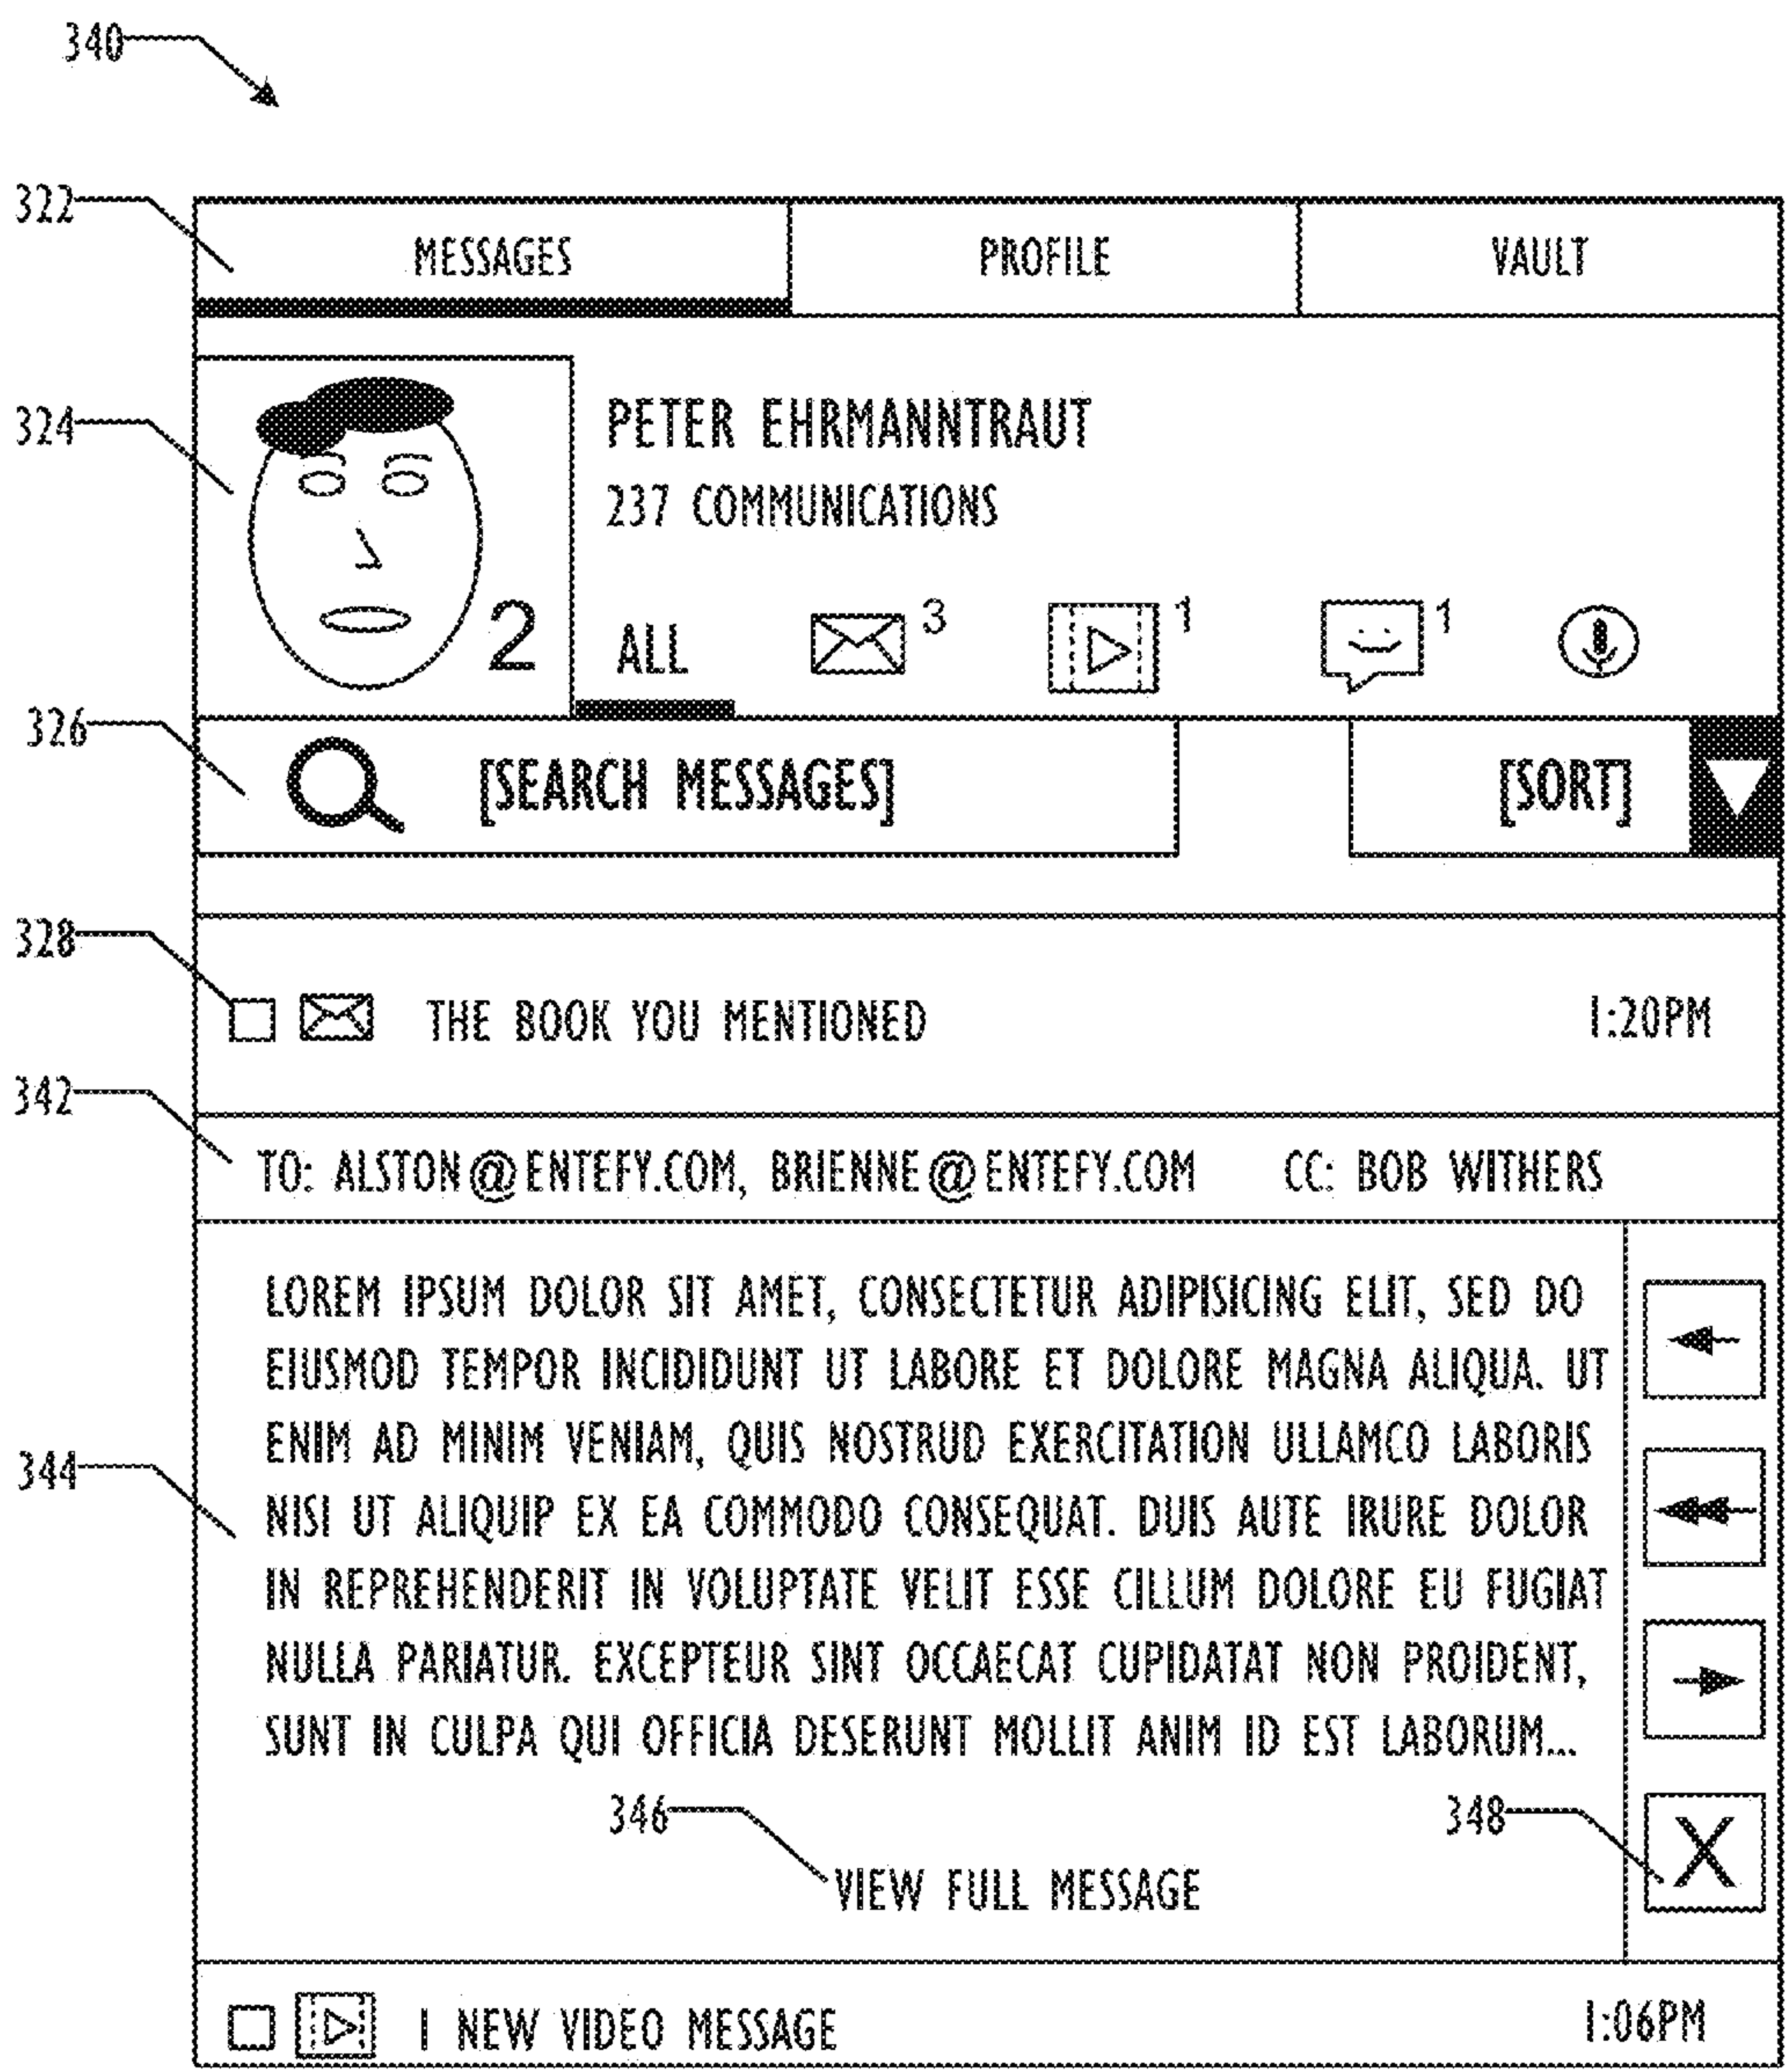 340
322
MESSAGES PROFILE VAULT
324
PETER EHRMANNTRAUT
237 COMMUNICATIONS
2 ALL 3 1 1
326
[SEARCH MESSAGES] [SORT]
328
THE BOOK YOU MENTIONED 1:20PM
342
TO: ALSTON@ENTEFY.COM, BRIENNE@ENTEFY.COM CC: BOB WITHERS
LOREM IPSUM DOLOR SIT AMET, CONSECTETUR ADIPISICING ELIT, SED DO
EIUSMOD TEMPOR INCIDIDUNT UT LABORE ET DOLORE MAGNA ALIQUA. UT
ENIM AD MINIM VENIAM, QUIS NOSTRUD EXERCITATION ULLAMCO LABORIS
344
NISI UT ALIQUIP EX EA COMMODO CONSEQUAT. DUIS AUTE IRURE DOLOR
IN REPREHENDERIT IN VOLUPTATE VELIT ESSE CILLUM DOLORE EU FUGIAT
NULLA PARIATUR. EXCEPTEUR SINT OCCAECAT CUPIDATAT NON PROIDENT,
SUNT IN CULPA QUI OFFICIA DESERUNT MOLLIT ANIM ID EST LABORUM...
346 348
X
VIEW FULL MESSAGE
1 NEW VIDEO MESSAGE 1:06PM